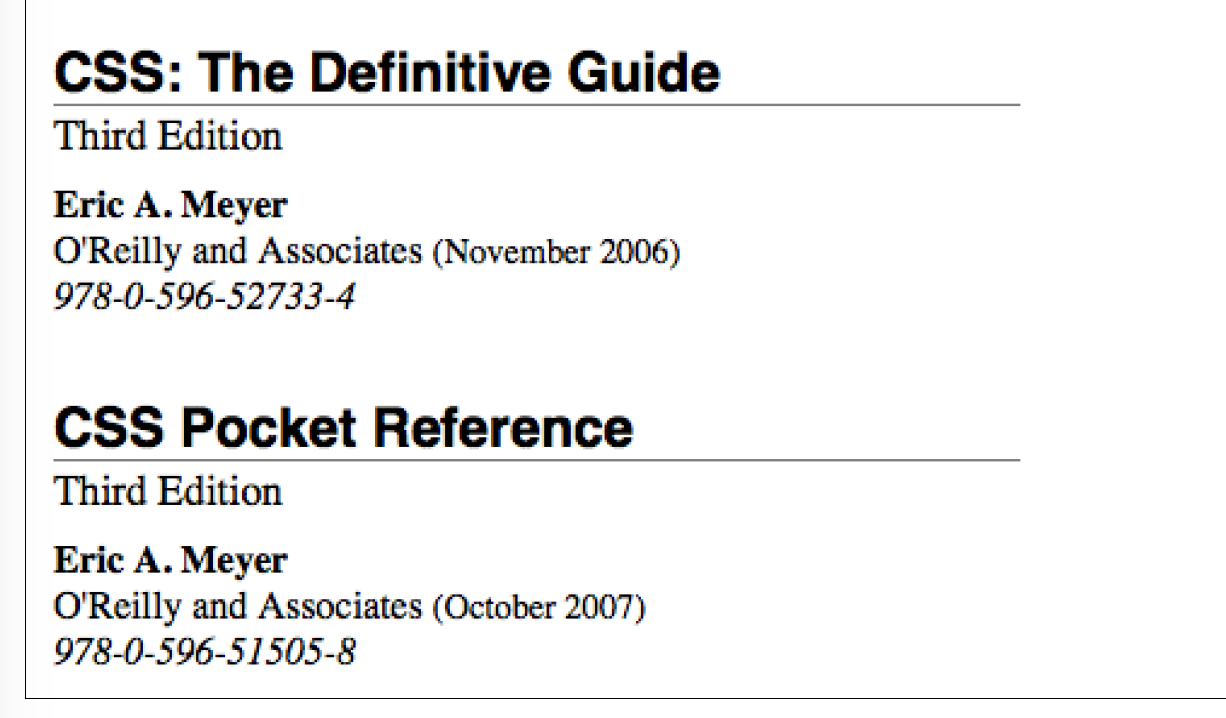 CSS: The Definitive Guide
Third Edition
Eric A. Meyer
O'Reilly and Associates (November 2006)
978-0-596-52733-4
CSS Pocket Reference
Third Edition
Eric A. Meyer
O'Reilly and Associates (October 2007)
978-0-596-51505-8